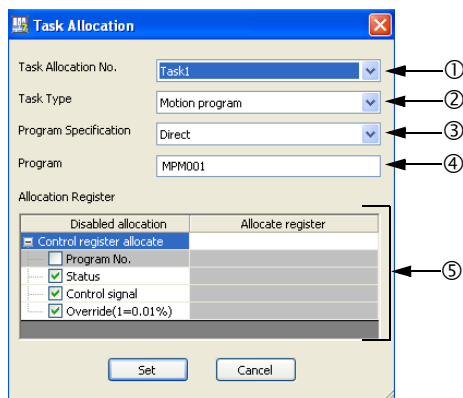 Task Allocation
Task Allocation No. Task1 ①
Task Type Motion program ②
Program Specification Direct ③
Program MPM001 ④
Allocation Register
Disabled allocation Allocate register
Control register allocate
Program No.
Status ⑤
Control signal
Override(1=0.01%)
Set Cancel